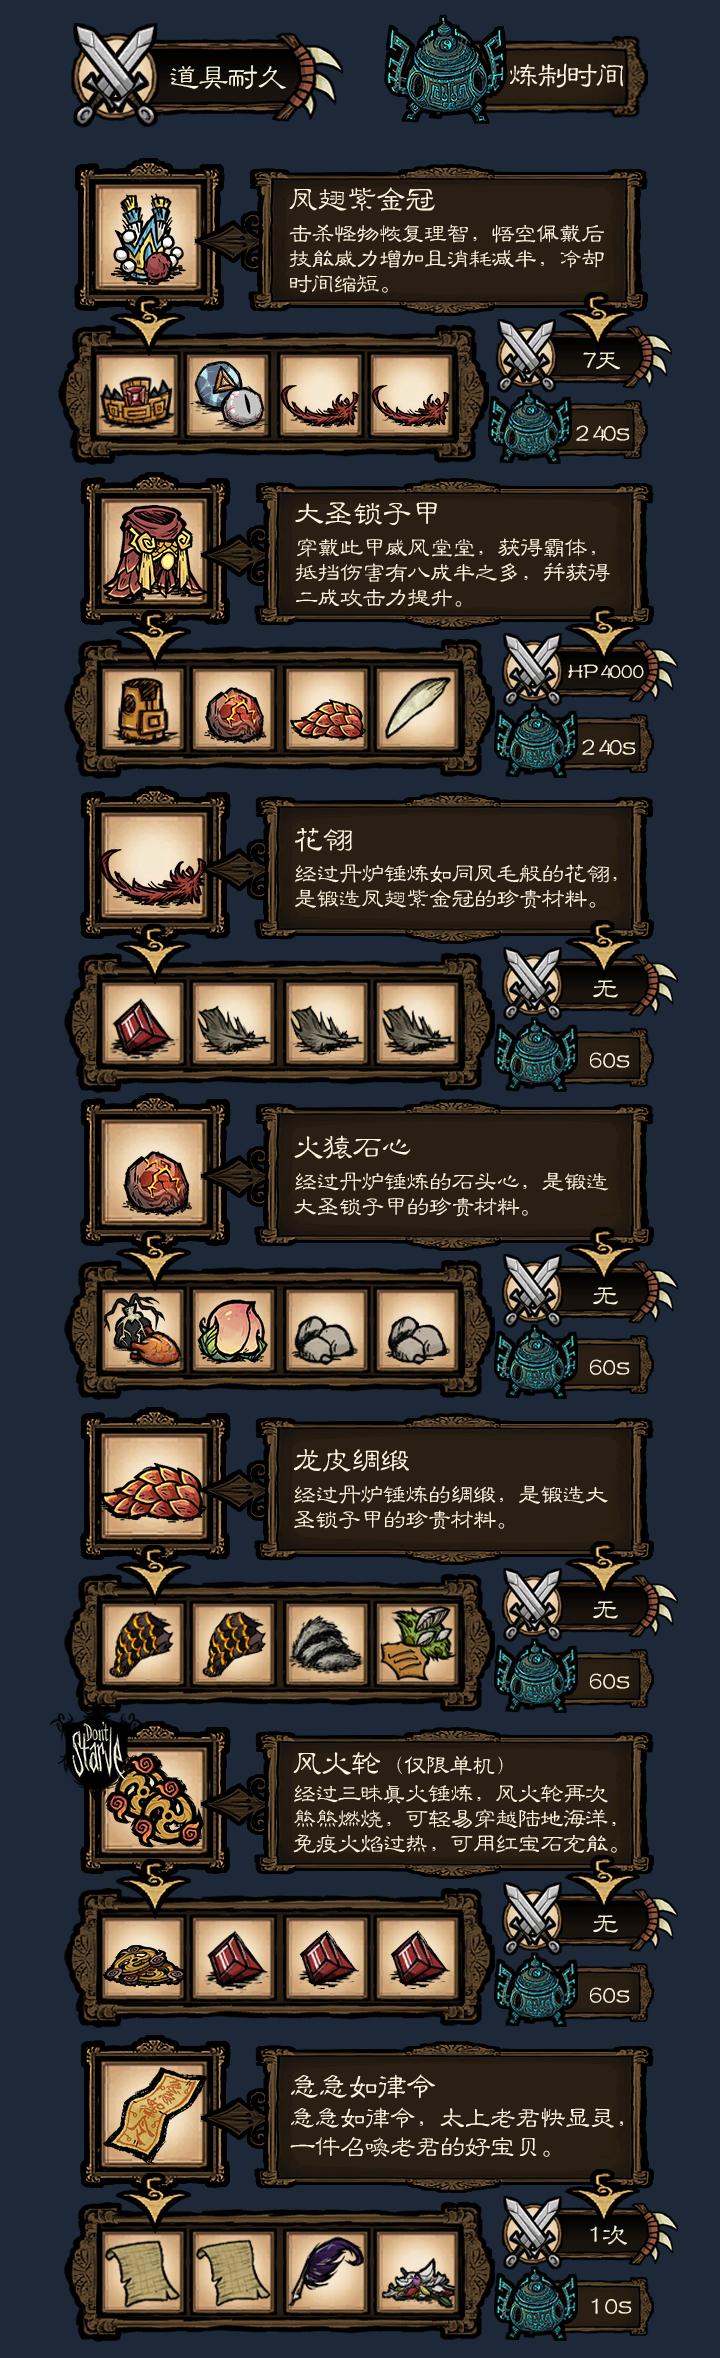 道具耐久
炼制时间
凤翅紫金冠
击杀怪物恢复理智，悟空佩戴后
技能威力增加且消耗减半，冷却
时间缩短。
7天
240s
大圣锁子甲
穿戴此甲威风堂堂，获得霸体，
抵挡伤害有八成半之多，并获得
二成攻击力提升。
HP4000
240s
花翎
经过丹炉锤炼如同凤毛般的花翎，
是锻造凤翅紫金冠的珍贵材料。
无
60s
火猿石心
经过丹炉锤炼的石头心，是锻造
大圣锁子甲的珍贵材料。
无
60s
龙皮绸缎
经过丹炉锤炼的绸缎，是锻造大
圣锁子甲的珍贵材料。
无
60s
Don't
Starve
风火轮（仅限单机）
经过三昧真火锤炼，风火轮再次
熊熊燃烧，可轻易穿越陆地海洋，
免疫火焰过热，可用红宝石充能。
无
60s
急急如律令
急急如律令，太上老君快显灵，
一件召唤老君的好宝贝。
1次
10s